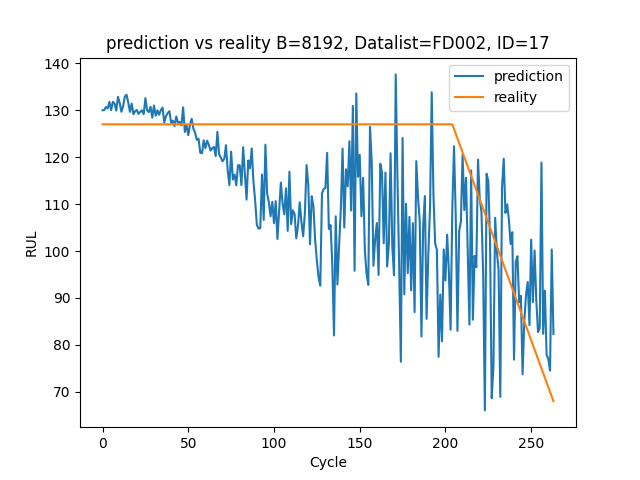 prediction vs reality B=8192, Datalist=FD002, ID=17
140
130
120
110
100
90
80
70
RUL
prediction
reality
0 50 100 150 200 250
Cycle